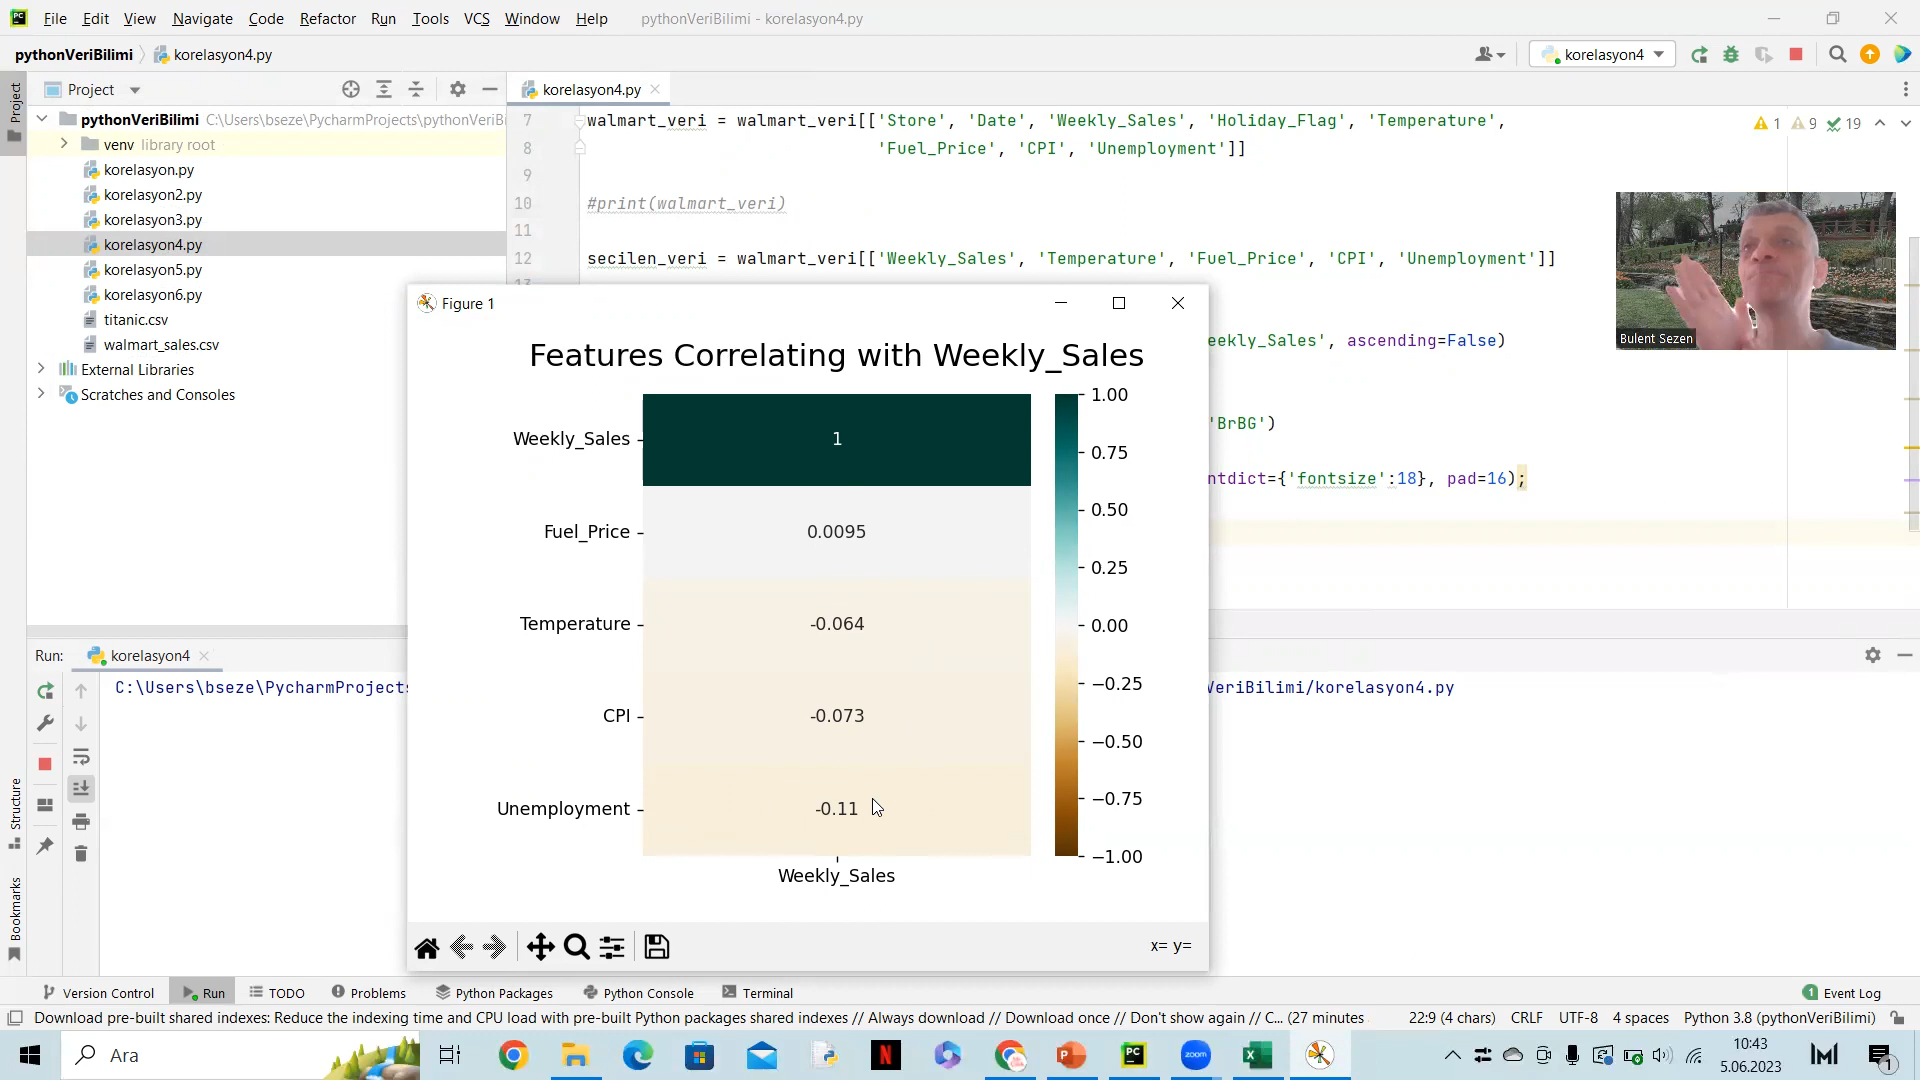 File Edit View Navigate Code Refactor Run Tools VCS Window Help pythonVeriBilimi - korelasyon4.py
pythonVeriBilimi korelasyon4.py korelasyon4
Project
Project
korelasyon4.py
pythonVeriBilimi C:\Users\bseze\PycharmProjects\pythonVeriB
venv library root
korelasyon.py
korelasyon2.py
korelasyon3.py
korelasyon4.py
korelasyon5.py
korelasyon6.py
titanic.csv
walmart_sales.csv
External Libraries
Scratches and Consoles
7 walmart_veri = walmart_veri[['Store', 'Date', 'Weekly_Sales', 'Holiday_Flag', 'Temperature',
8 'Fuel_Price', 'CPI', 'Unemployment']]
9
10 #print(walmart_veri)
11
12 secilen_veri = walmart_veri[['Weekly_Sales', 'Temperature', 'Fuel_Price', 'CPI', 'Unemployment']]
eekly_Sales', ascending=False)
'BrBG')
ntdict={'fontsize':18}, pad=16);
1 9 19
Bulent Sezen
Figure 1
Features Correlating with Weekly_Sales
Weekly_Sales 1
Fuel_Price 0.0095
Temperature -0.064
CPI -0.073
Unemployment -0.11
Weekly_Sales
1.00
0.75
0.50
0.25
0.00
−0.25
−0.50
−0.75
−1.00
x= y=
Run: korelasyon4
C:\Users\bseze\PycharmProjects
VeriBilimi/korelasyon4.py
Structure
Bookmarks
Version Control Run TODO Problems Python Packages Python Console Terminal 1 Event Log
Download pre-built shared indexes: Reduce the indexing time and CPU load with pre-built Python packages shared indexes // Always download // Download once // Don't show again // C... (27 minutes 22:9 (4 chars) CRLF UTF-8 4 spaces Python 3.8 (pythonVeriBilimi)
Ara
10:43
5.06.2023
1